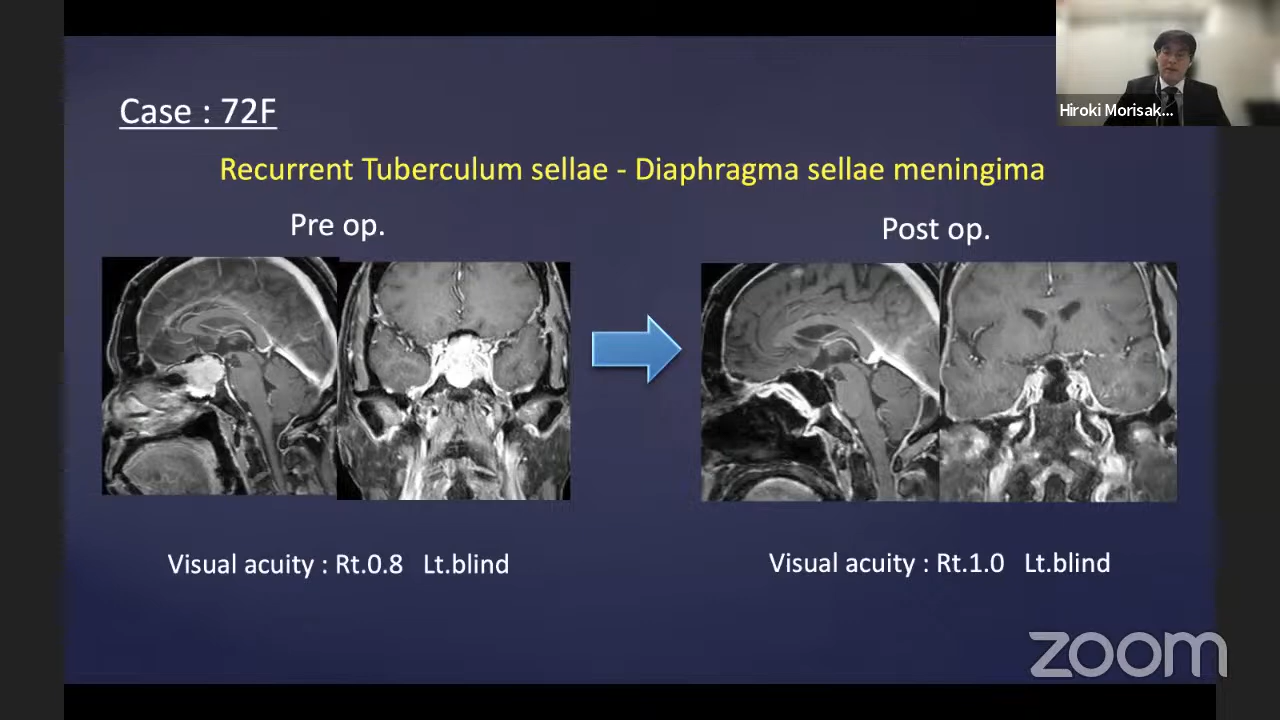 Case : 72F
Hiroki Morisak...
Recurrent Tuberculum sellae - Diaphragma sellae meningima
Pre op.
Post op.
Visual acuity : Rt.0.8 Lt.blind
Visual acuity : Rt.1.0 Lt.blind
zoom